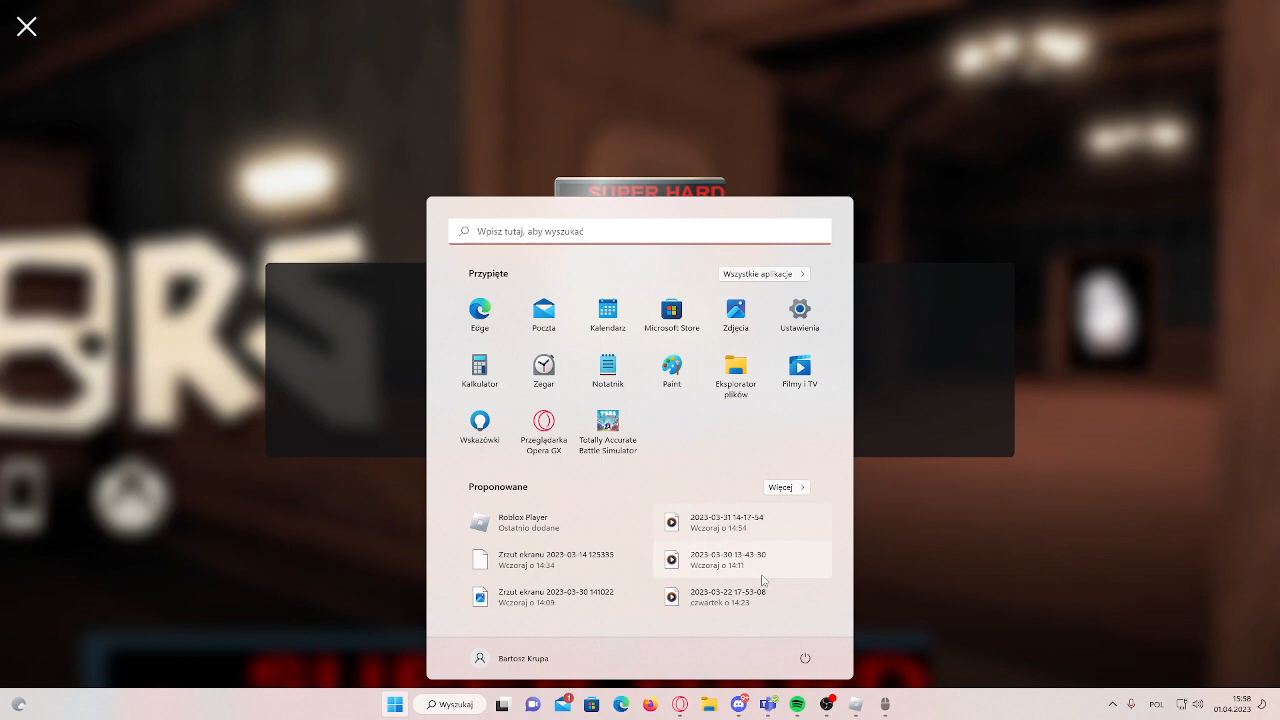 SUPER HARD
Wpisz tutaj, aby wyszukać
Przypięte
Wszystkie aplikacje
Edge
Poczta
Kalendarz
Microsoft Store
Zdjęcia
Ustawienia
Kalkulator
Zegar
Notatnik
Paint
Eksplorator
plików
Filmy i TV
Wskazówki
Przeglądarka
Opera GX
TABS
Totally Accurate
Battle Simulator
Proponowane
Więcej
Roblox Player
Ostatnio dodane
2023-03-31 14-17-54
Wczoraj o 14:54
Zrzut ekranu 2023-03-14 125335
Wczoraj o 14:34
2023-03-30 13-43-30
Wczoraj o 14:11
Zrzut ekranu 2023-03-30 141022
Wczoraj o 14:09
2023-03-22 17-53-08
czwartek o 14:23
Bartosz Krupa
Wyszukaj
1
9+
POL
15:58
01.04.2023